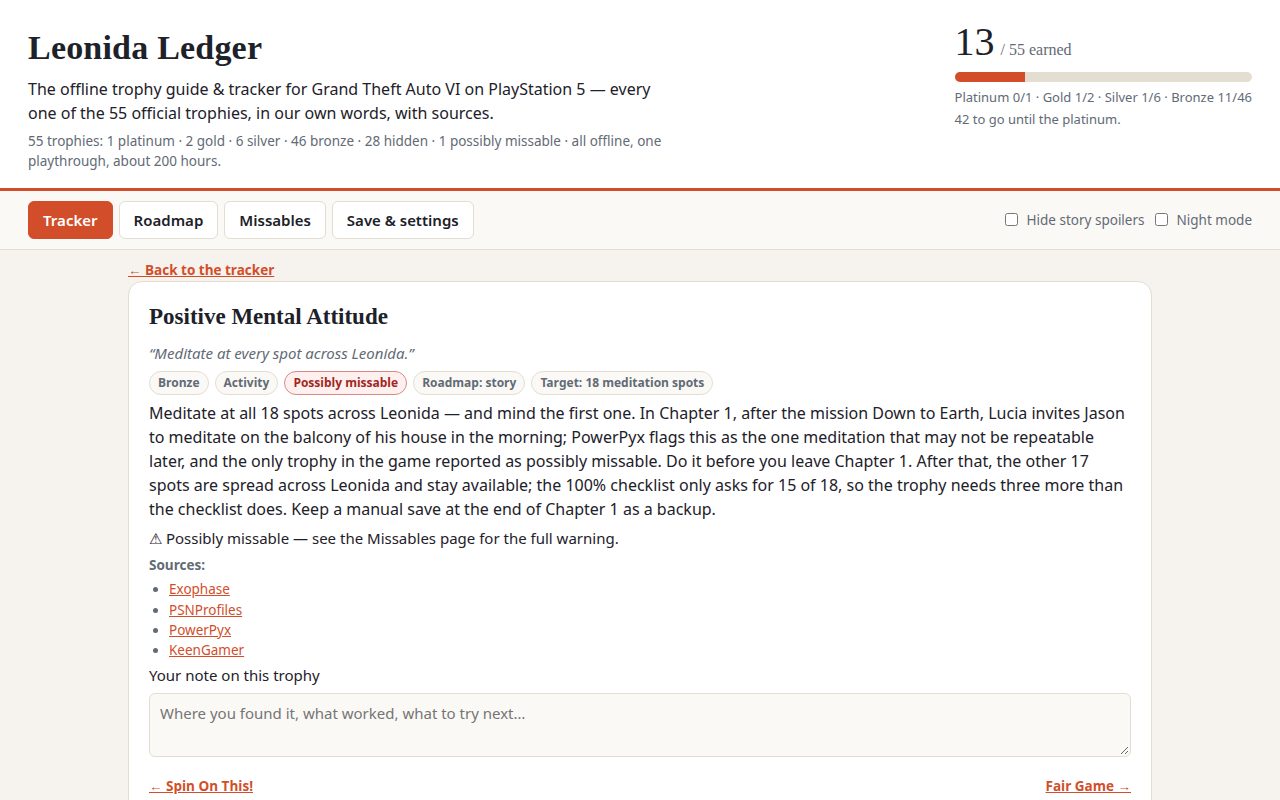 Leonida Ledger
The offline trophy guide & tracker for Grand Theft Auto VI on PlayStation 5 — every
one of the 55 official trophies, in our own words, with sources.
55 trophies: 1 platinum · 2 gold · 6 silver · 46 bronze · 28 hidden · 1 possibly missable · all offline, one
playthrough, about 200 hours.
13 / 55 earned
Platinum 0/1 · Gold 1/2 · Silver 1/6 · Bronze 11/46
42 to go until the platinum.
Tracker
Roadmap
Missables
Save & settings
Hide story spoilers
Night mode
← Back to the tracker
Positive Mental Attitude
“Meditate at every spot across Leonida.”
Bronze
Activity
Possibly missable
Roadmap: story
Target: 18 meditation spots
Meditate at all 18 spots across Leonida — and mind the first one. In Chapter 1, after the mission Down to Earth, Lucia invites Jason
to meditate on the balcony of his house in the morning; PowerPyx flags this as the one meditation that may not be repeatable
later, and the only trophy in the game reported as possibly missable. Do it before you leave Chapter 1. After that, the other 17
spots are spread across Leonida and stay available; the 100% checklist only asks for 15 of 18, so the trophy needs three more than
the checklist does. Keep a manual save at the end of Chapter 1 as a backup.
⚠ Possibly missable — see the Missables page for the full warning.
Sources:
• Exophase
• PSNProfiles
• PowerPyx
• KeenGamer
Your note on this trophy
Where you found it, what worked, what to try next…
← Spin On This!
Fair Game →